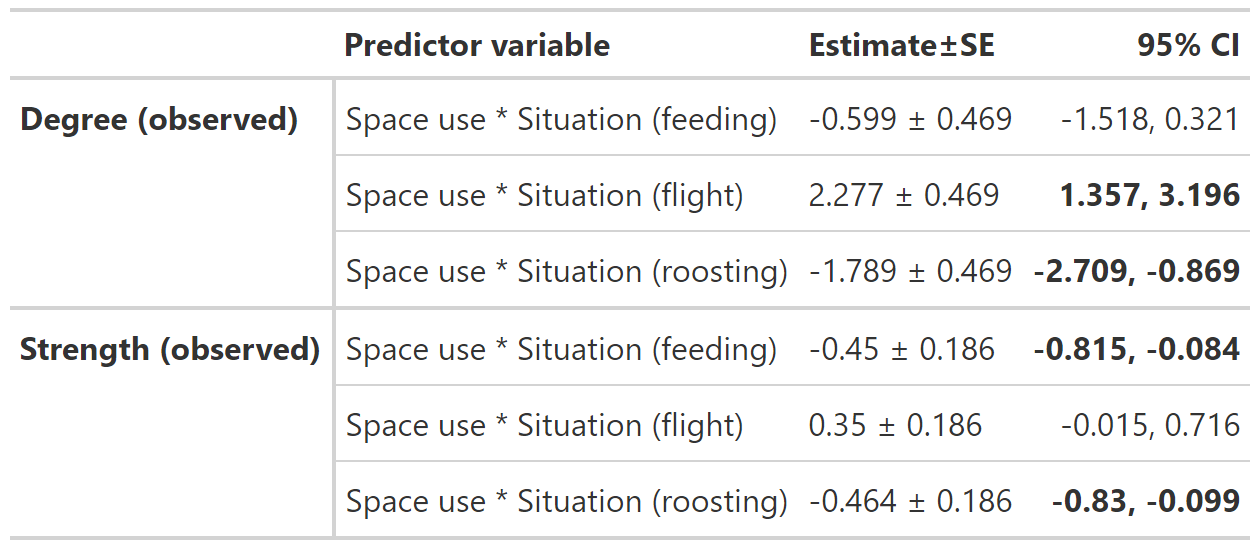 Predictor variable Estimate±SE 95% CI
Degree (observed) Space use * Situation (feeding) -0.599 ± 0.469 -1.518, 0.321
Space use * Situation (flight) 2.277 ± 0.469 1.357, 3.196
Space use * Situation (roosting) -1.789 ± 0.469 -2.709, -0.869
Strength (observed) Space use * Situation (feeding) -0.45 ± 0.186 -0.815, -0.084
Space use * Situation (flight) 0.35 ± 0.186 -0.015, 0.716
Space use * Situation (roosting) -0.464 ± 0.186 -0.83, -0.099